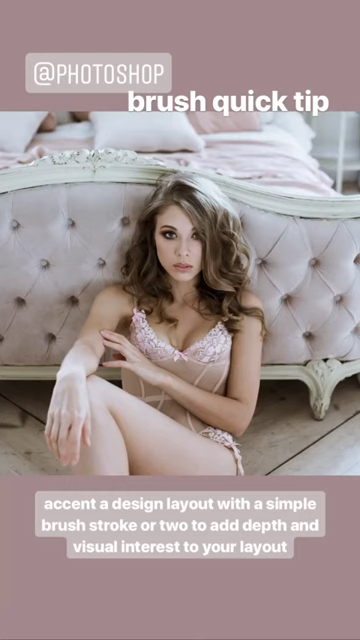 @PHOTOSHOP
brush quick tip
accent a design layout with a simple
brush stroke or two to add depth and
visual interest to your layout